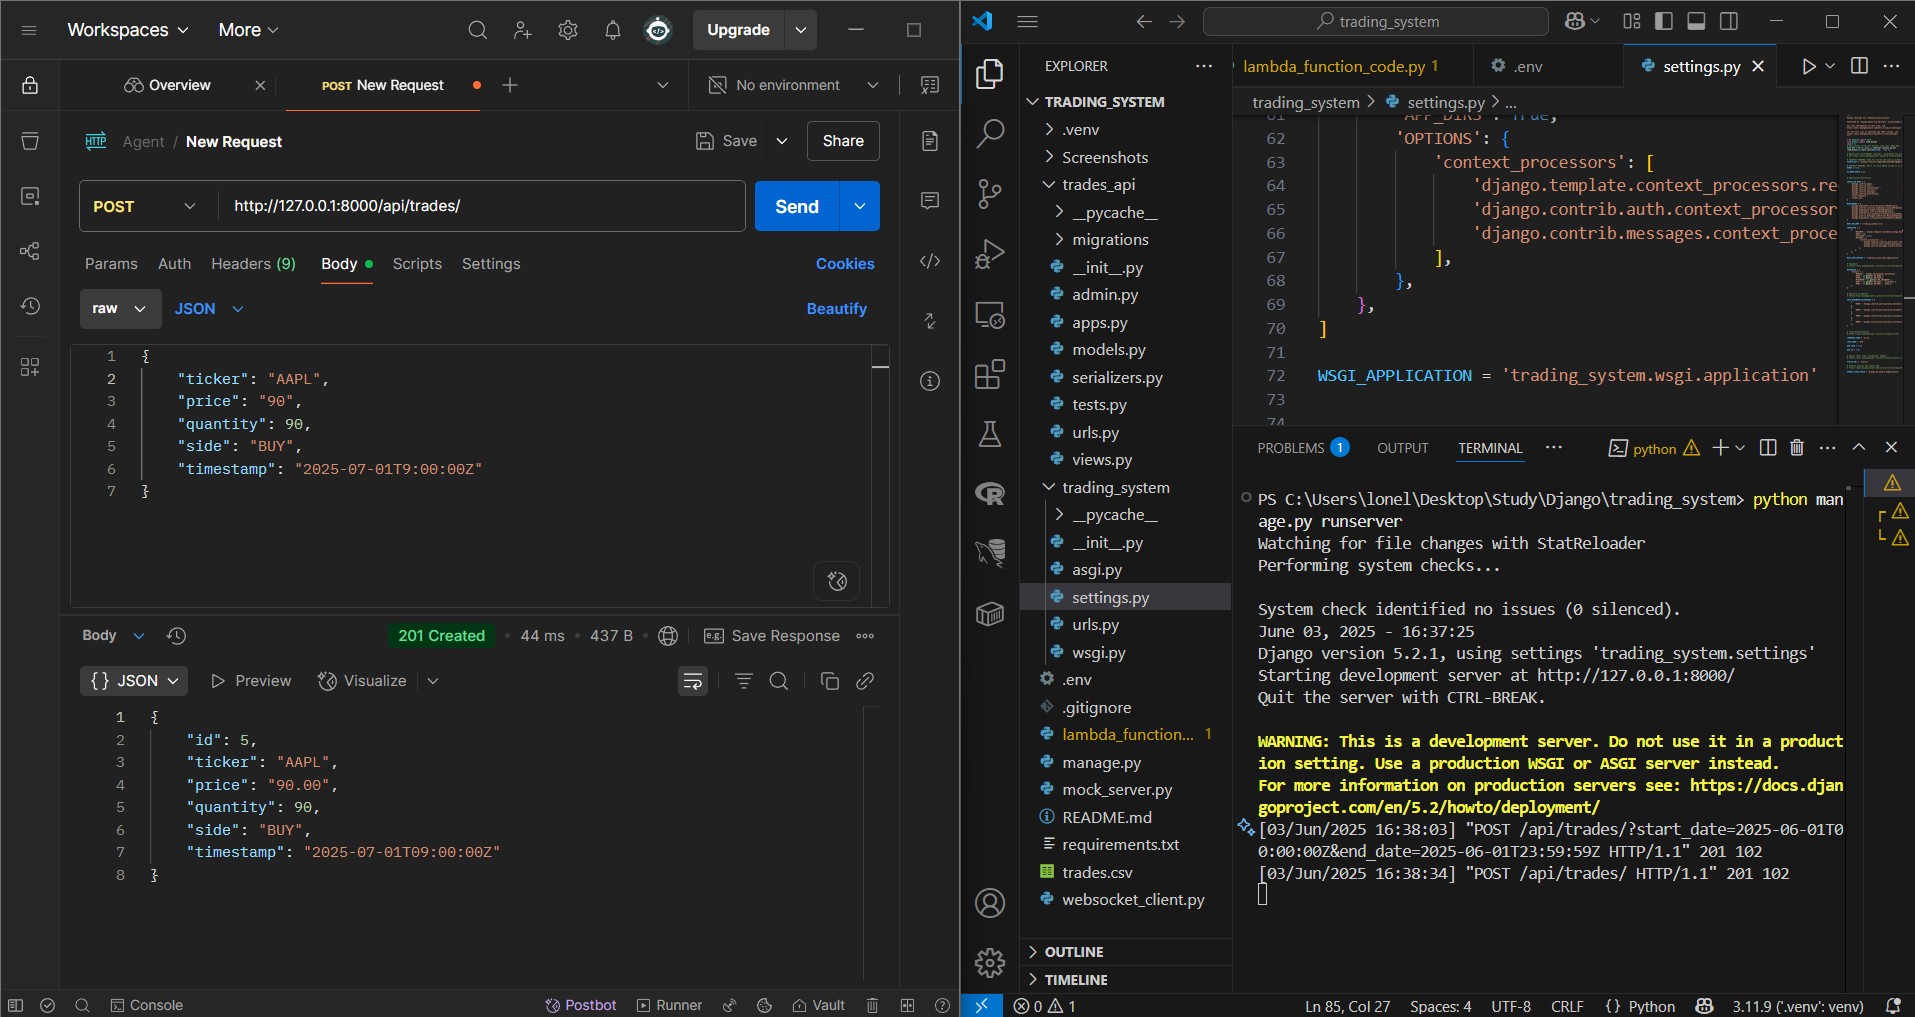 Workspaces
More
Upgrade
Overview
POST New Request
No environment
HTTP
Agent / New Request
Save
Share
POST
http://127.0.0.1:8000/api/trades/
Send
Params
Auth
Headers (9)
Body
Scripts
Settings
Cookies
raw
JSON
Beautify
1 {
2 "ticker": "AAPL",
3 "price": "90",
4 "quantity": 90,
5 "side": "BUY",
6 "timestamp": "2025-07-01T9:00:00Z"
7 }
Body
201 Created
44 ms
437 B
e.g. Save Response
{} JSON
Preview
Visualize
1 {
2 "id": 5,
3 "ticker": "AAPL",
4 "price": "90.00",
5 "quantity": 90,
6 "side": "BUY",
7 "timestamp": "2025-07-01T09:00:00Z"
8 }
Console
Postbot
Runner
Vault
trading_system
EXPLORER
TRADING_SYSTEM
.venv
Screenshots
trades_api
__pycache__
migrations
__init__.py
admin.py
apps.py
models.py
serializers.py
tests.py
urls.py
views.py
trading_system
__pycache__
__init__.py
asgi.py
settings.py
urls.py
wsgi.py
.env
.gitignore
lambda_function... 1
manage.py
mock_server.py
README.md
requirements.txt
trades.csv
websocket_client.py
OUTLINE
TIMELINE
lambda_function_code.py 1
.env
settings.py
trading_system > settings.py > ...
61 'APP_DIRS': True,
62 'OPTIONS': {
63 'context_processors': [
64 'django.template.context_processors.re
65 'django.contrib.auth.context_processor
66 'django.contrib.messages.context_proce
67 ],
68 },
69 },
70 ]
71
72 WSGI_APPLICATION = 'trading_system.wsgi.application'
73
74
PROBLEMS 1
OUTPUT
TERMINAL
python
PS C:\Users\lonel\Desktop\Study\Django\trading_system> python man
age.py runserver
Watching for file changes with StatReloader
Performing system checks...
System check identified no issues (0 silenced).
June 03, 2025 - 16:37:25
Django version 5.2.1, using settings 'trading_system.settings'
Starting development server at http://127.0.0.1:8000/
Quit the server with CTRL-BREAK.
WARNING: This is a development server. Do not use it in a product
ion setting. Use a production WSGI or ASGI server instead.
For more information on production servers see: https://docs.djan
goproject.com/en/5.2/howto/deployment/
[03/Jun/2025 16:38:03] "POST /api/trades/?start_date=2025-06-01T0
0:00:00Z&end_date=2025-06-01T23:59:59Z HTTP/1.1" 201 102
[03/Jun/2025 16:38:34] "POST /api/trades/ HTTP/1.1" 201 102
0
1
Ln 85, Col 27
Spaces: 4
UTF-8
CRLF
{} Python
3.11.9 ('.venv': venv)